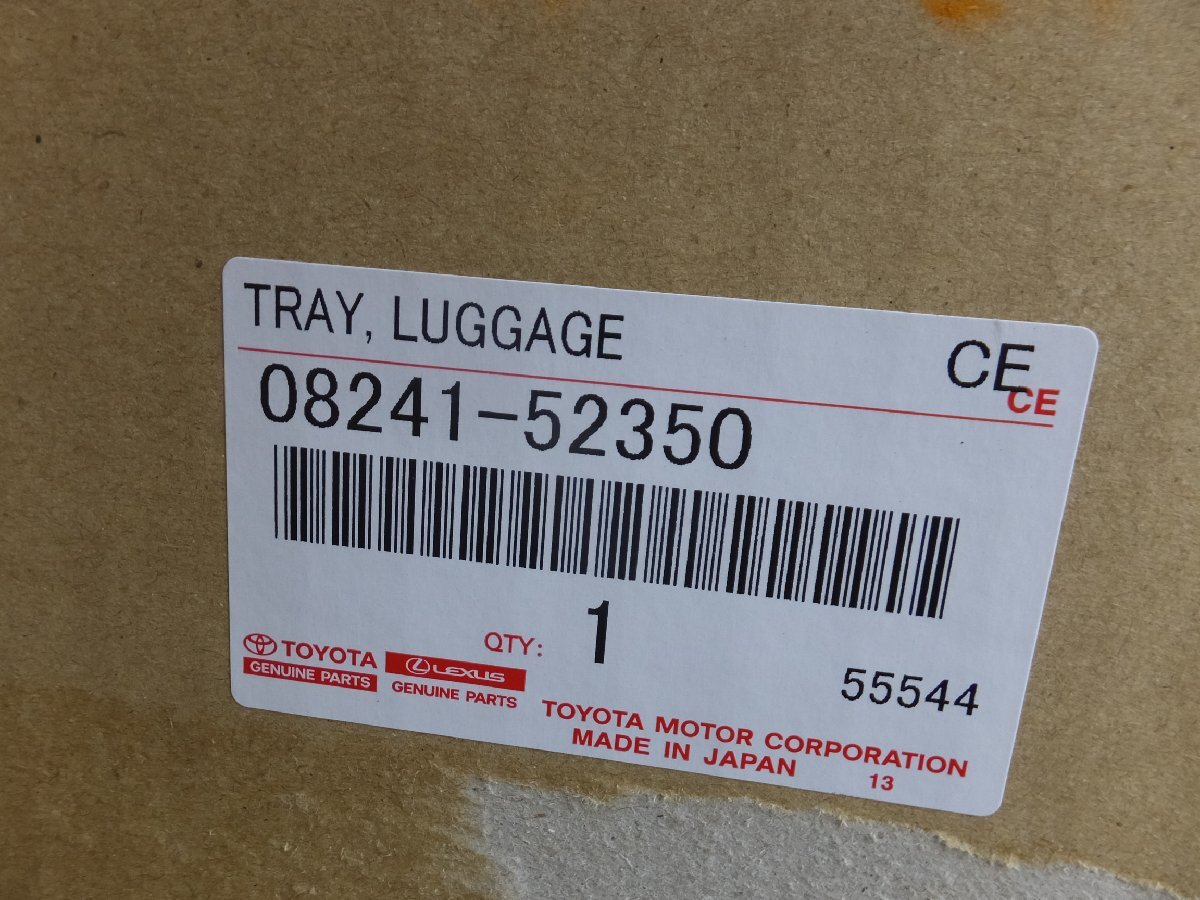 TRAY, LUGGAGE
CE
CE
08241-52350
QTY: 1
TOYOTA
GENUINE PARTS
LEXUS
GENUINE PARTS
55544
TOYOTA MOTOR CORPORATION
MADE IN JAPAN 13